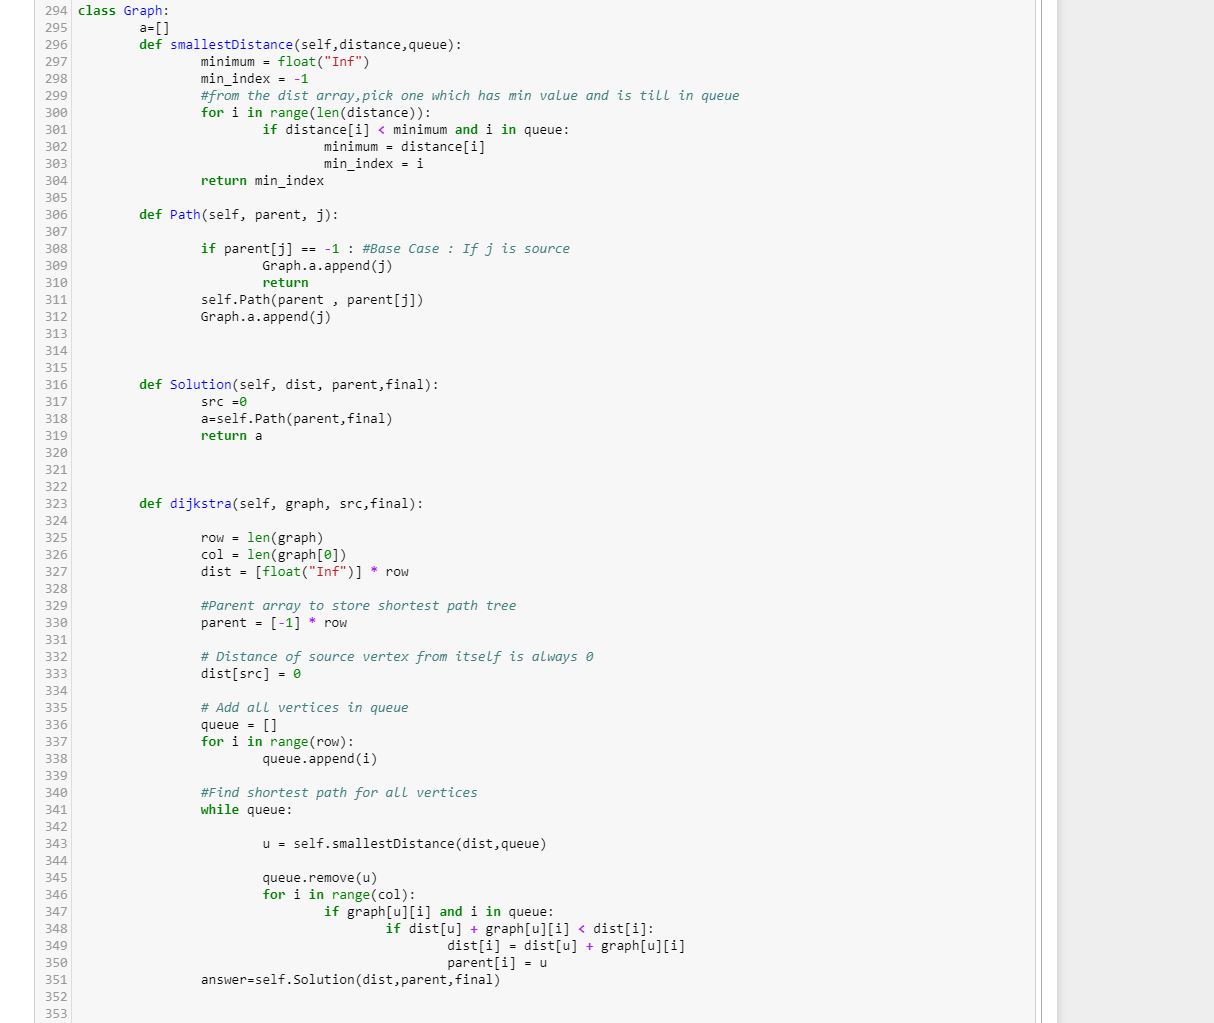 294 class Graph:
295 a=[]
296 def smallestDistance(self,distance,queue):
297 minimum = float("Inf")
298 min_index = -1
299 #from the dist array,pick one which has min value and is till in queue
300 for i in range(len(distance)):
301 if distance[i] < minimum and i in queue:
302 minimum = distance[i]
303 min_index = i
304 return min_index
305
306 def Path(self, parent, j):
307
308 if parent[j] == -1 : #Base Case : If j is source
309 Graph.a.append(j)
310 return
311 self.Path(parent , parent[j])
312 Graph.a.append(j)
313
314
315
316 def Solution(self, dist, parent,final):
317 src =0
318 a=self.Path(parent,final)
319 return a
320
321
322
323 def dijkstra(self, graph, src,final):
324
325 row = len(graph)
326 col = len(graph[0])
327 dist = [float("Inf")] * row
328
329 #Parent array to store shortest path tree
330 parent = [-1] * row
331
332 # Distance of source vertex from itself is always 0
333 dist[src] = 0
334
335 # Add all vertices in queue
336 queue = []
337 for i in range(row):
338 queue.append(i)
339
340 #Find shortest path for all vertices
341 while queue:
342
343 u = self.smallestDistance(dist,queue)
344
345 queue.remove(u)
346 for i in range(col):
347 if graph[u][i] and i in queue:
348 if dist[u] + graph[u][i] < dist[i]:
349 dist[i] = dist[u] + graph[u][i]
350 parent[i] = u
351 answer=self.Solution(dist,parent,final)
352
353